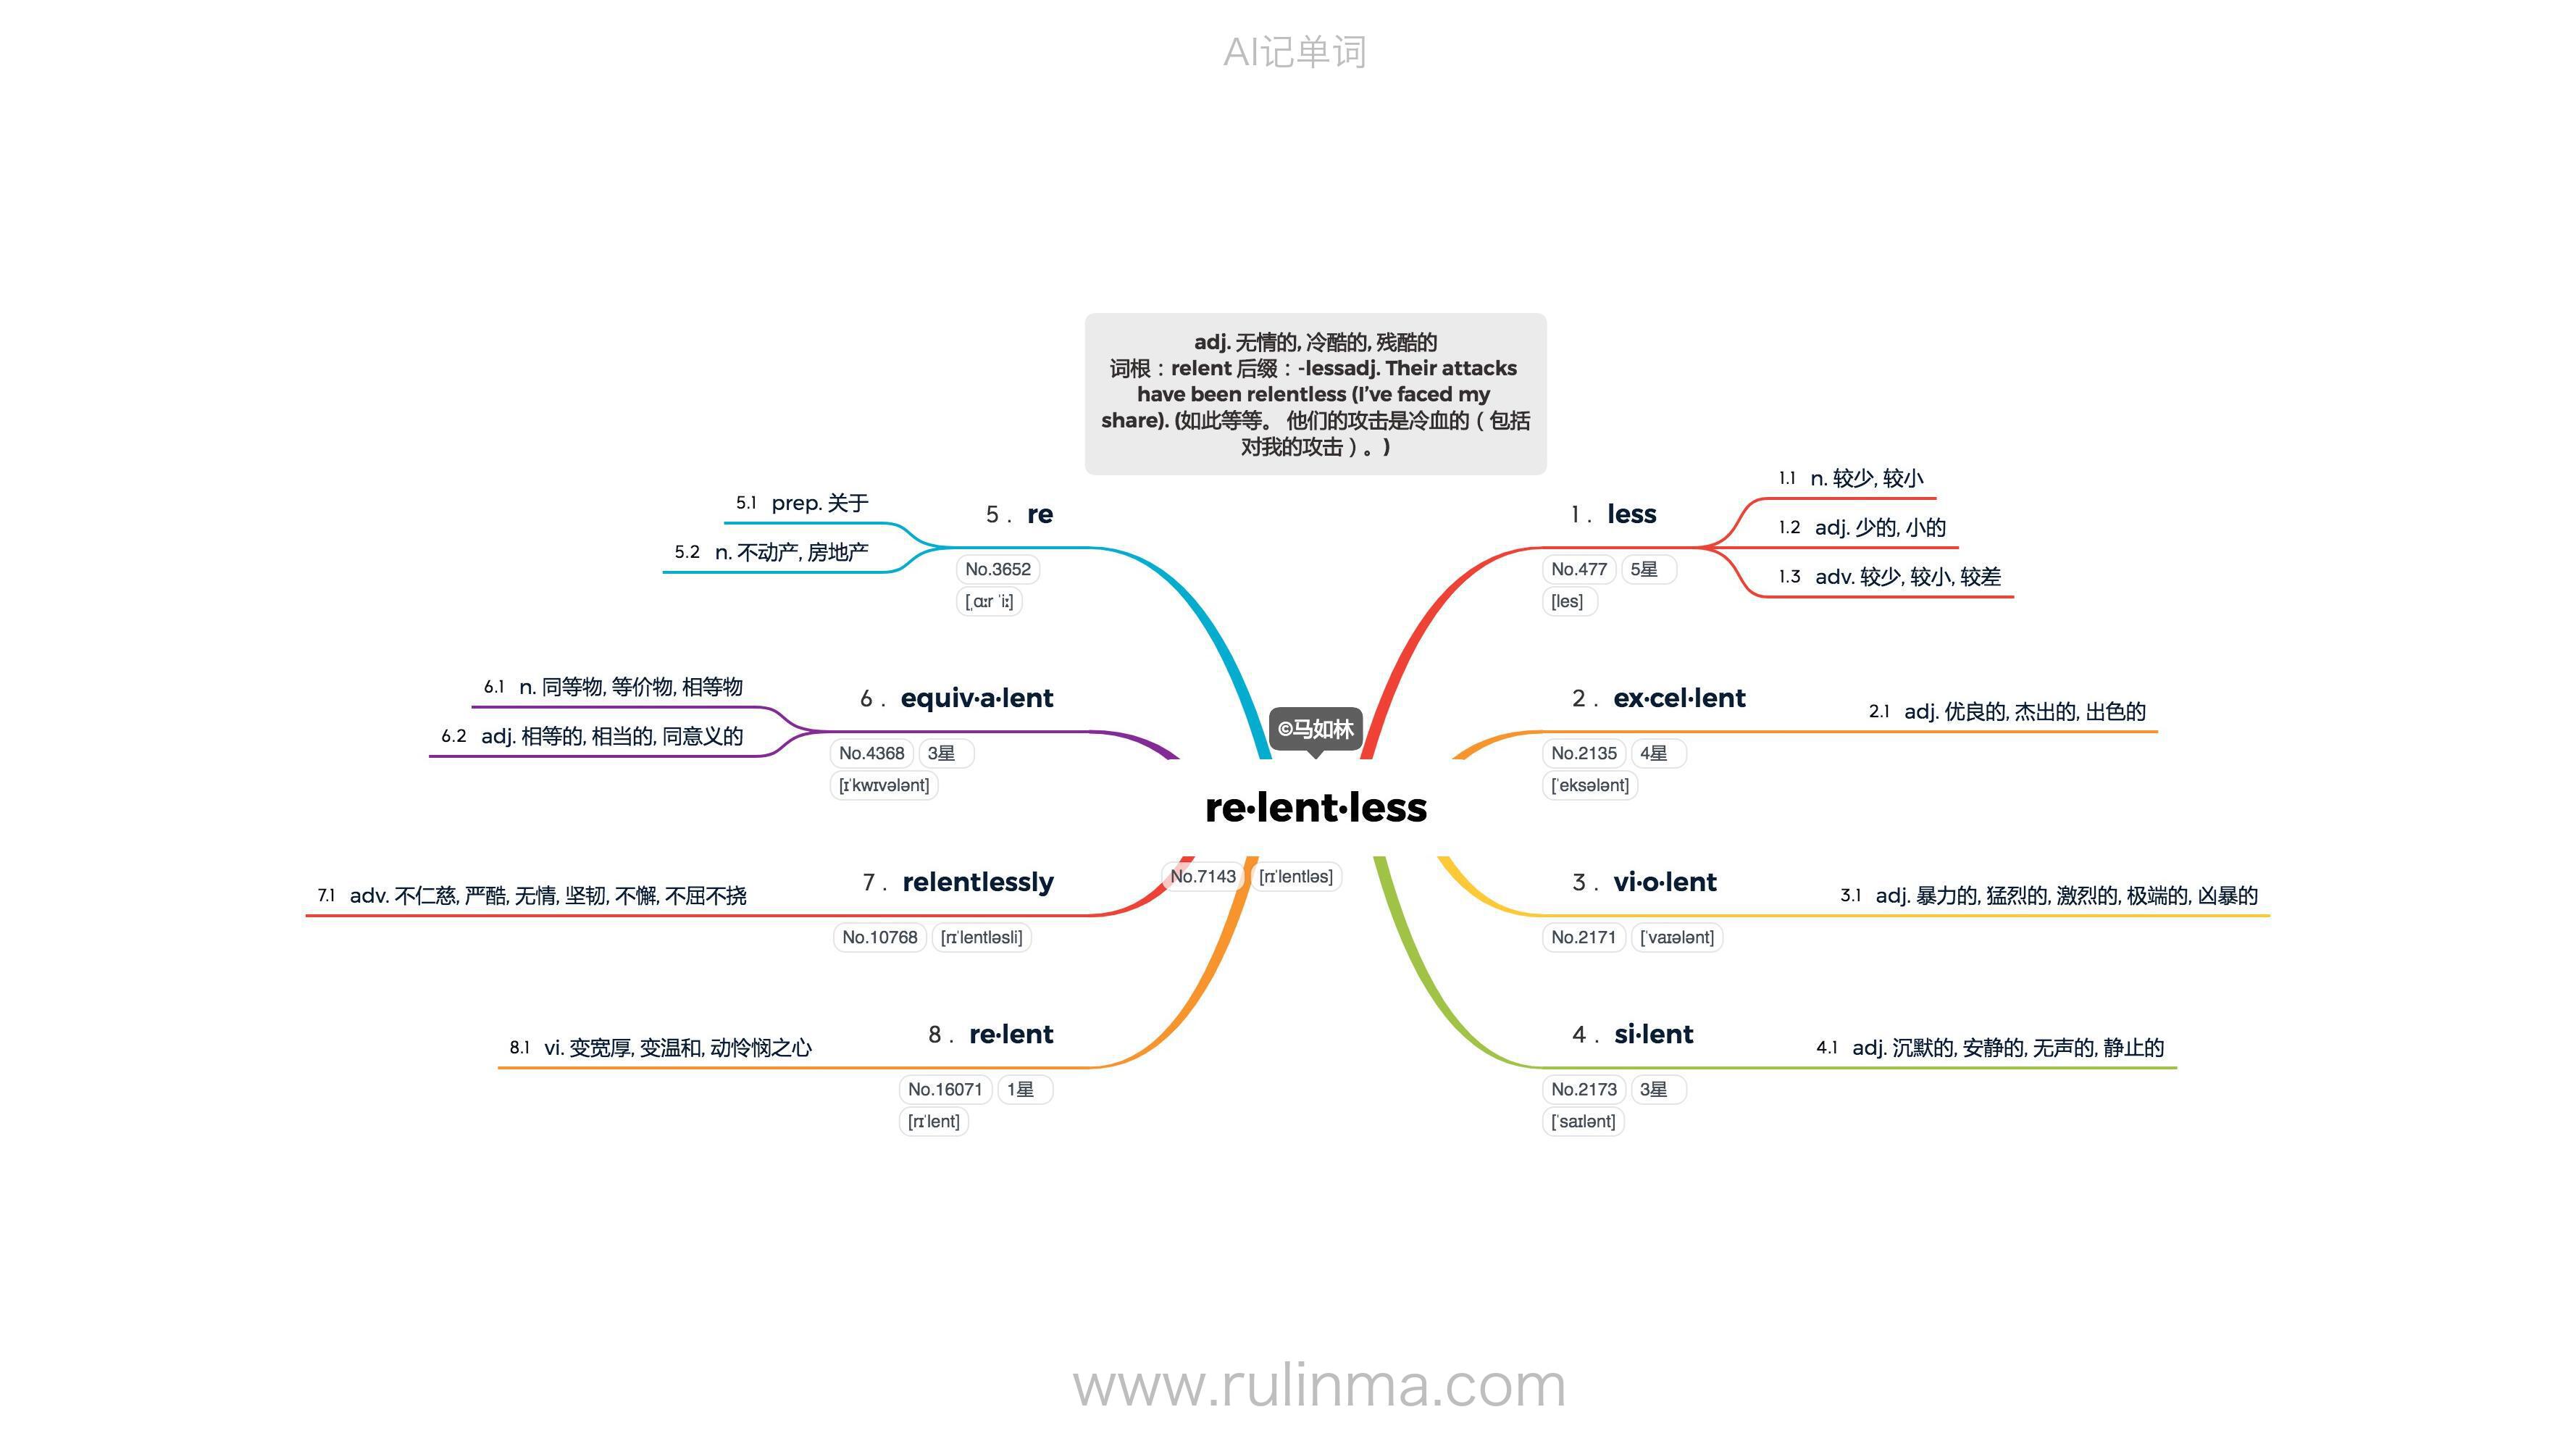 AI记单词
adj. 无情的, 冷酷的, 残酷的
词根：relent 后缀：-lessadj. Their attacks
have been relentless (I’ve faced my
share). (如此等等。 他们的攻击是冷血的（包括
对我的攻击）。)
©马如林
re·lent·less
No.7143 [rɪˈlentləs]
1. less
No.477 5星
[les]
1.1 n. 较少, 较小
1.2 adj. 少的, 小的
1.3 adv. 较少, 较小, 较差
2. ex·cel·lent
No.2135 4星
[ˈeksələnt]
2.1 adj. 优良的, 杰出的, 出色的
3. vi·o·lent
No.2171 [ˈvaɪələnt]
3.1 adj. 暴力的, 猛烈的, 激烈的, 极端的, 凶暴的
4. si·lent
No.2173 3星
[ˈsaɪlənt]
4.1 adj. 沉默的, 安静的, 无声的, 静止的
5. re
No.3652
[ˌɑːr ˈiː]
5.1 prep. 关于
5.2 n. 不动产, 房地产
6. equiv·a·lent
No.4368 3星
[ɪˈkwɪvələnt]
6.1 n. 同等物, 等价物, 相等物
6.2 adj. 相等的, 相当的, 同意义的
7. relentlessly
No.10768 [rɪˈlentləsli]
7.1 adv. 不仁慈, 严酷, 无情, 坚韧, 不懈, 不屈不挠
8. re·lent
No.16071 1星
[rɪˈlent]
8.1 vi. 变宽厚, 变温和, 动怜悯之心
www.rulinma.com